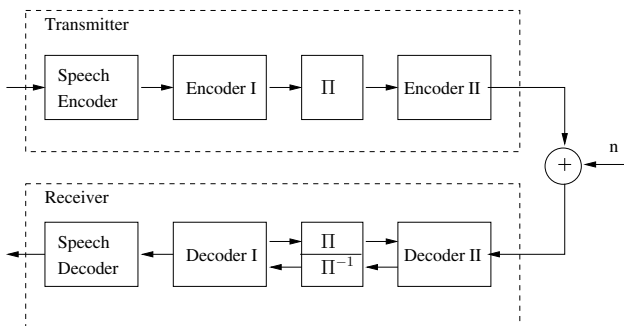 Transmitter
Speech
Encoder
Encoder I
Π
Encoder II
n
+
Receiver
Speech
Decoder
Decoder I
Π
Π⁻¹
Decoder II